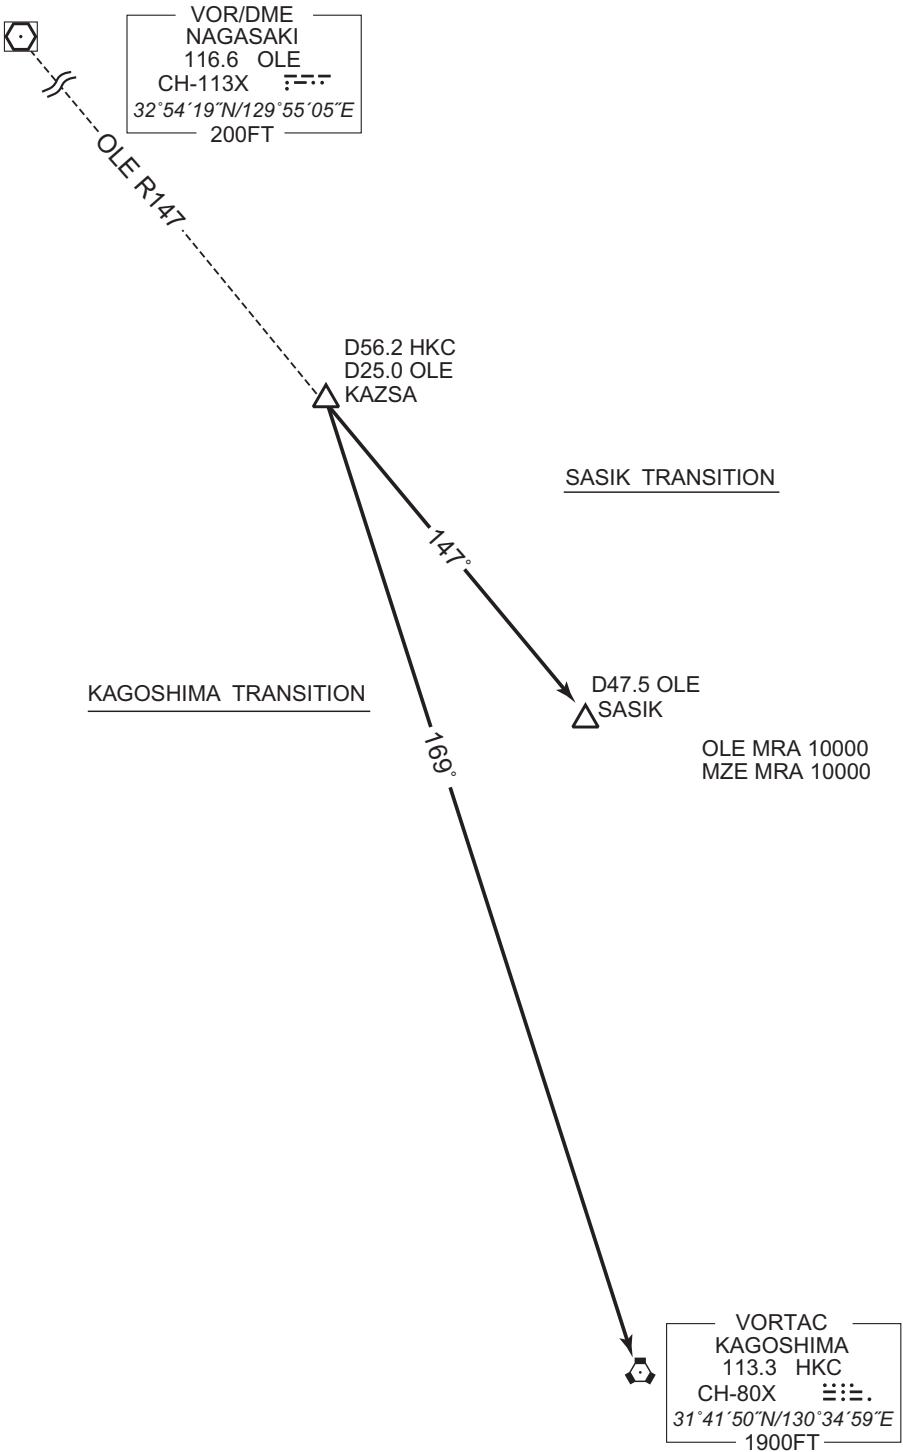 VOR/DME
NAGASAKI
116.6 OLE
CH-113X
32°54′19″N/129°55′05″E
200FT
OLE R147
D56.2 HKC
D25.0 OLE
KAZSA
SASIK TRANSITION
147°
KAGOSHIMA TRANSITION
D47.5 OLE
SASIK
169°
OLE MRA 10000
MZE MRA 10000
VORTAC
KAGOSHIMA
113.3 HKC
CH-80X
31°41′50″N/130°34′59″E
1900FT